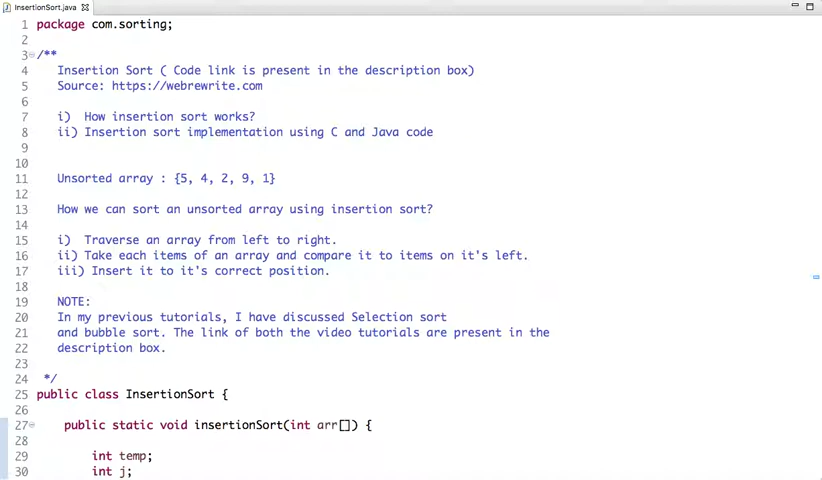 InsertionSort.java
1 package com.sorting;
2
3 /**
4 Insertion Sort ( Code link is present in the description box)
5 Source: https://webrewrite.com
6
7 i) How insertion sort works?
8 ii) Insertion sort implementation using C and Java code
9
10
11 Unsorted array : {5, 4, 2, 9, 1}
12
13 How we can sort an unsorted array using insertion sort?
14
15 i) Traverse an array from left to right.
16 ii) Take each items of an array and compare it to items on it's left.
17 iii) Insert it to it's correct position.
18
19 NOTE:
20 In my previous tutorials, I have discussed Selection sort
21 and bubble sort. The link of both the video tutorials are present in the
22 description box.
23
24 */
25 public class InsertionSort {
26
27 public static void insertionSort(int arr[]) {
28
29 int temp;
30 int j;